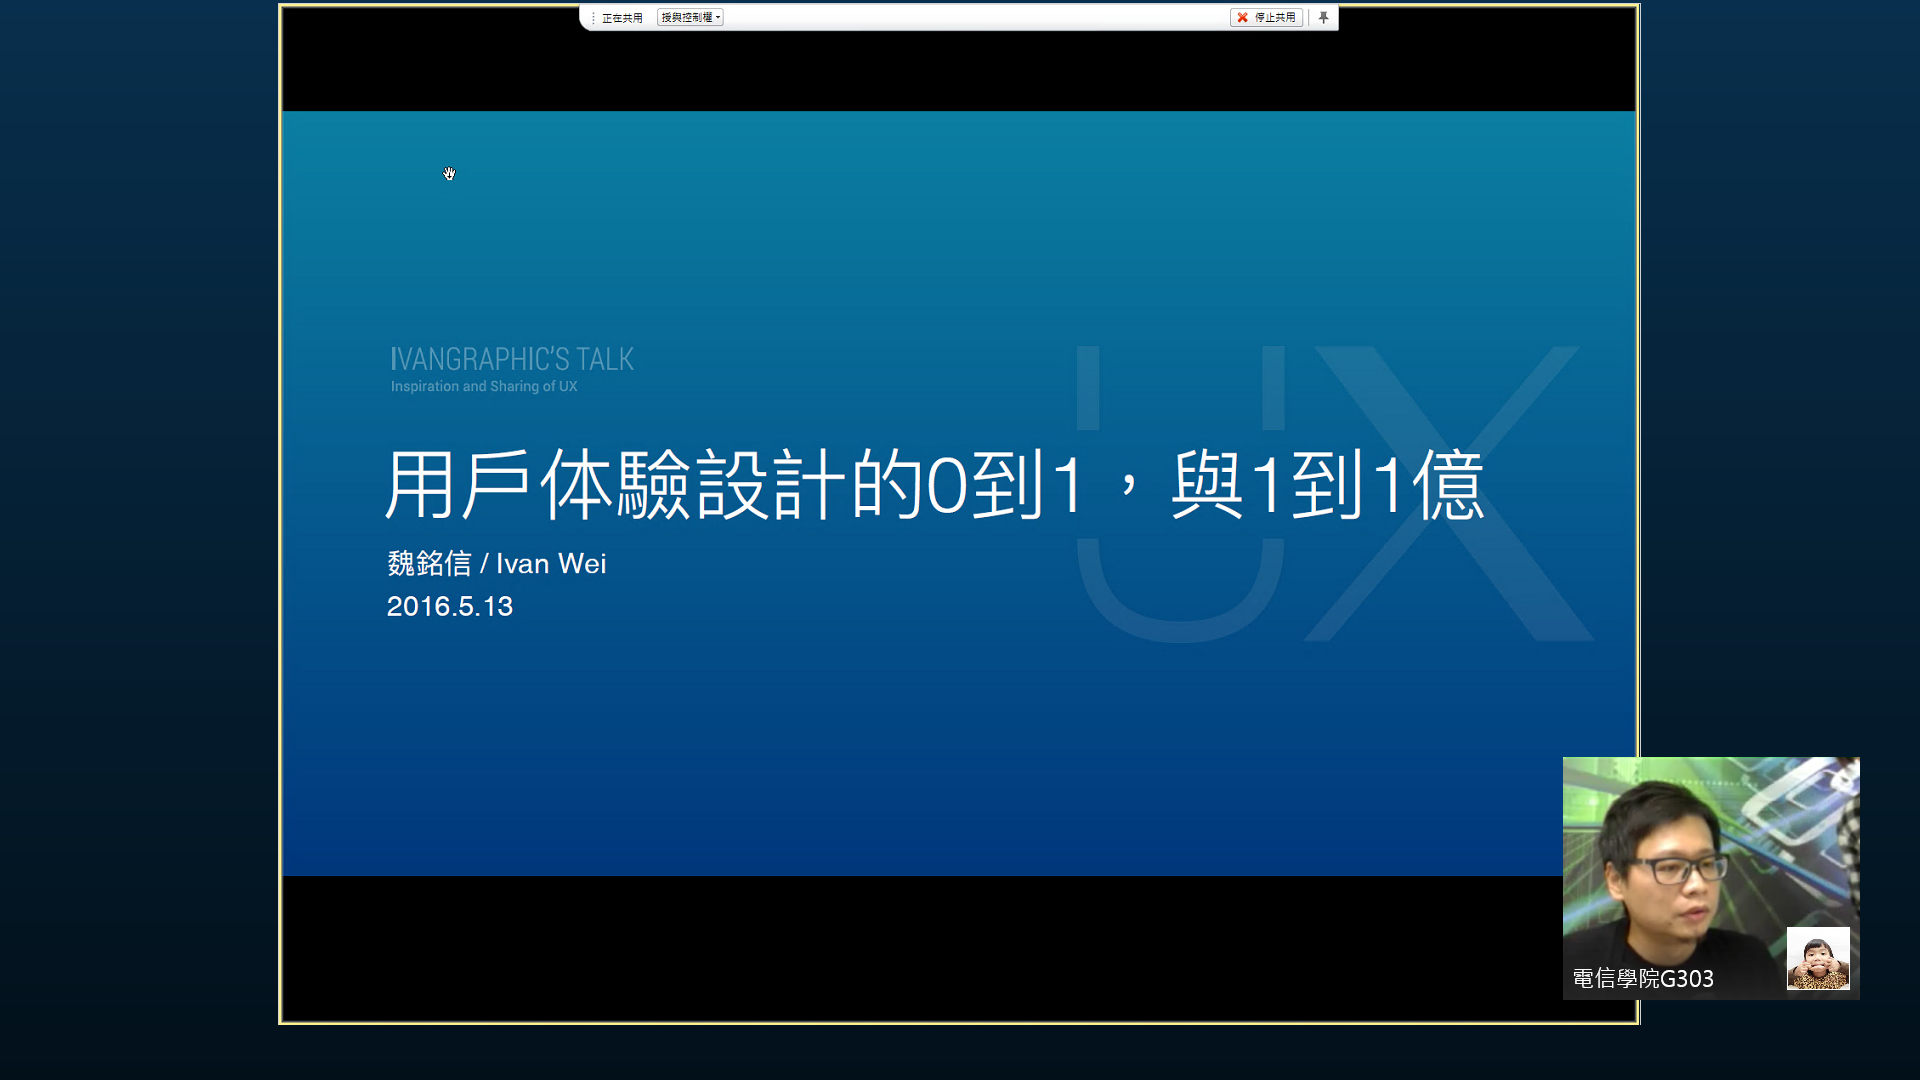 正在共用
授與控制權
停止共用
IVANGRAPHIC'S TALK
Inspiration and Sharing of UX
UX
用戶体驗設計的0到1，與1到1億
魏銘信 / Ivan Wei
2016.5.13
電信學院G303